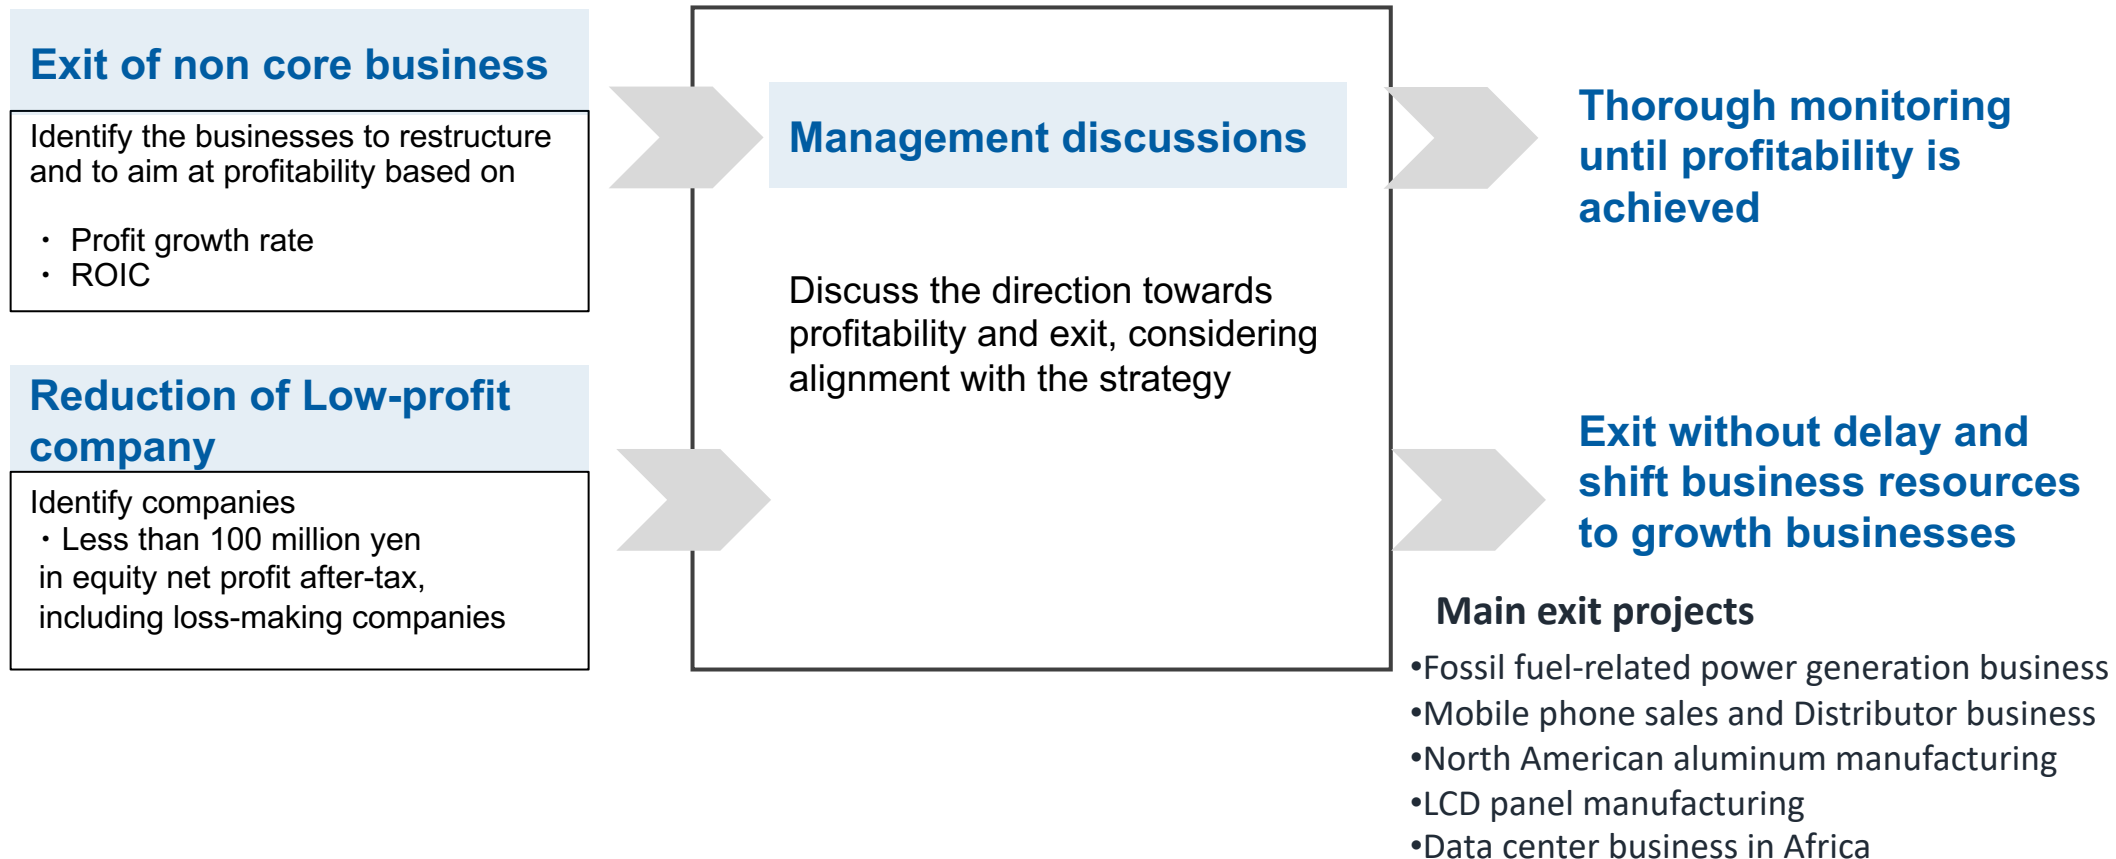 Exit of non core business
Identify the businesses to restructure
and to aim at profitability based on
・ Profit growth rate
・ ROIC
Reduction of Low-profit
company
Identify companies
・Less than 100 million yen
in equity net profit after-tax,
including loss-making companies
Management discussions
Discuss the direction towards
profitability and exit, considering
alignment with the strategy
Thorough monitoring
until profitability is
achieved
Exit without delay and
shift business resources
to growth businesses
Main exit projects
•Fossil fuel-related power generation business
•Mobile phone sales and Distributor business
•North American aluminum manufacturing
•LCD panel manufacturing
•Data center business in Africa